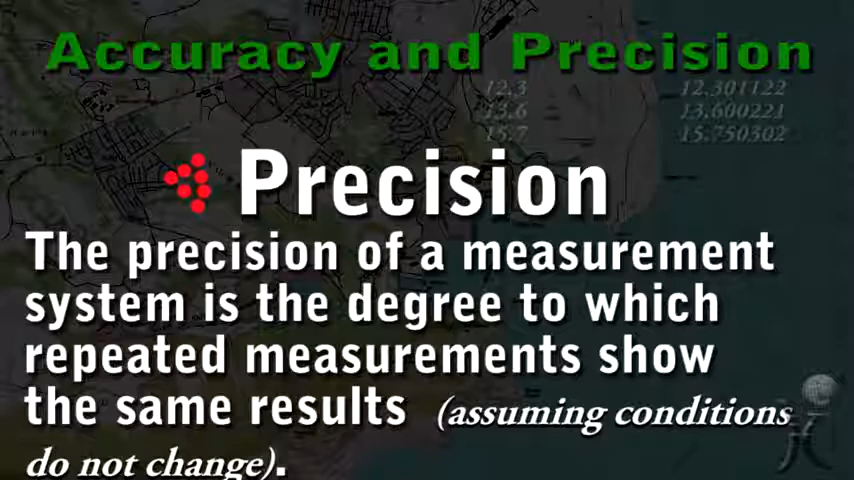 Accuracy and Precision
12.3 12.301122
13.6 13.600221
15.7 15.750302
Precision
The precision of a measurement
system is the degree to which
repeated measurements show
the same results (assuming conditions
do not change).